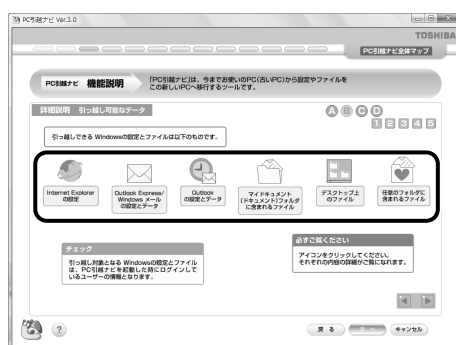 PC引越ナビ Ver.3.0
TOSHIBA
PC引越ナビ全体マップ
PC引越ナビ 機能説明
「PC引越ナビ」は、今までお使いのPC(古いPC)から設定やファイルを
この新しいPCへ移行するツールです。
詳細説明 引っ越し可能なデータ
A B C D
1 2 3 4 5
引っ越しできる Windowsの設定とファイルは以下のものです。
Internet Explorer
の設定
Outlook Express/
Windows メール
の設定とデータ
Outlook
の設定とデータ
マイドキュメント
(ドキュメント)フォルダ
に含まれるファイル
デスクトップ上
のファイル
任意のフォルダに
含まれるファイル
チェック
引っ越し対象となる Windowsの設定とファイル
は、PC引越ナビを起動した時にログインして
いるユーザーの情報となります。
必ずご覧ください
アイコンをクリックしてください。
それぞれの内容の詳細がご覧になれます。
?
戻 る
キャンセル